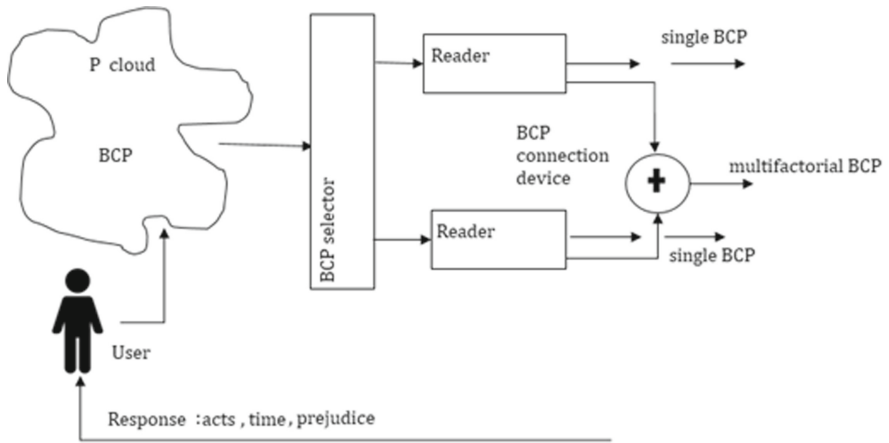 P cloud
BCP
BCP selector
Reader
single BCP
BCP
connection
device
multifactorial BCP
Reader
single BCP
User
Response :acts , time, prejudice